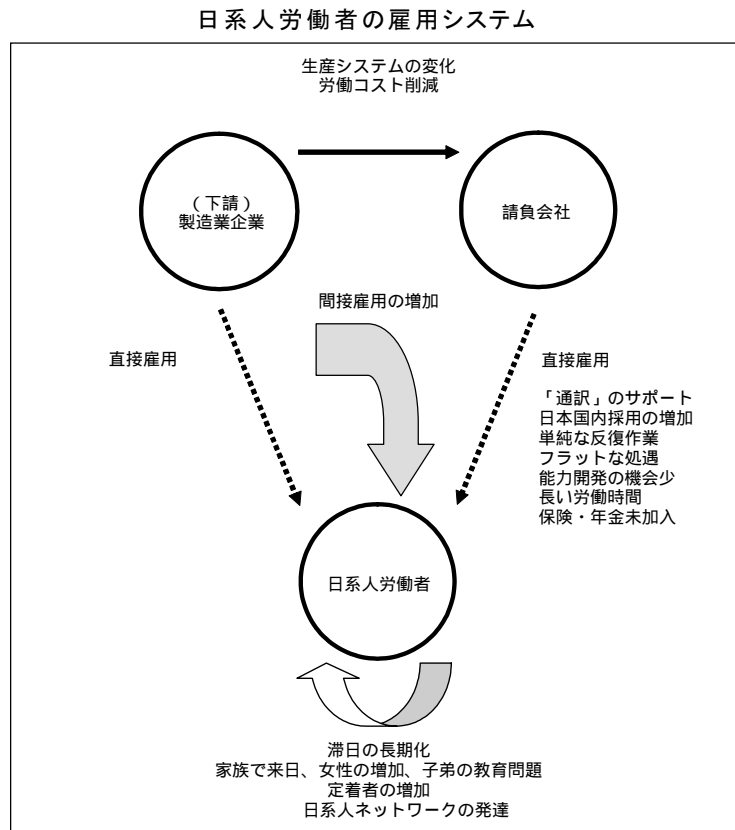 日系人労働者の雇用システム
生産システムの変化
労働コスト削減
（下請）
製造業企業
請負会社
間接雇用の増加
直接雇用
直接雇用
「通訳」のサポート
日本国内採用の増加
単純な反復作業
フラットな処遇
能力開発の機会少
長い労働時間
保険・年金未加入
日系人労働者
滞日の長期化
家族で来日、女性の増加、子弟の教育問題
定着者の増加
日系人ネットワークの発達